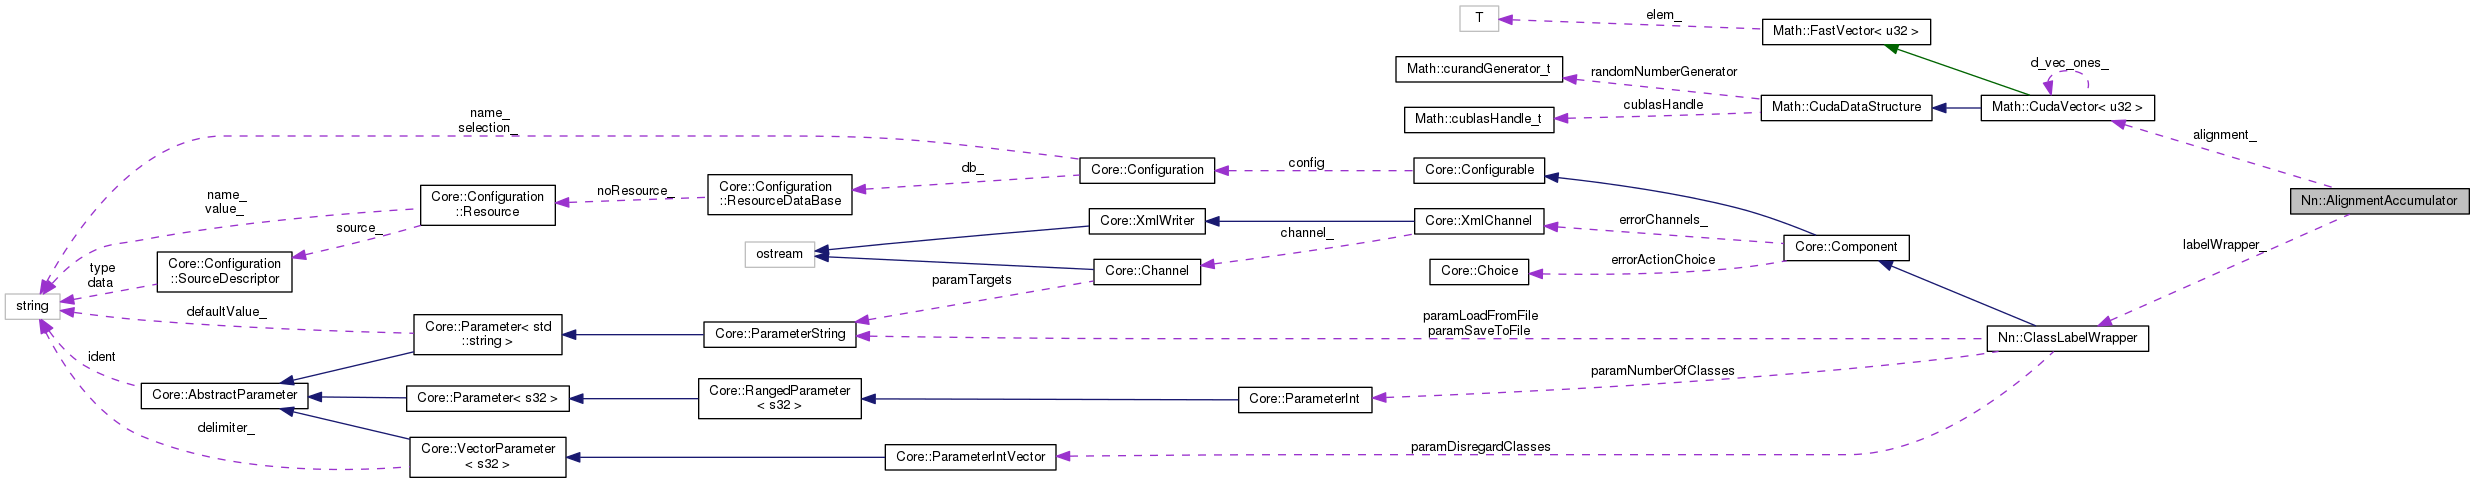 T
elem_
Math::FastVector< u32 >
Math::curandGenerator_t
randomNumberGenerator
d_vec_ones_
cublasHandle
Math::CudaDataStructure
Math::CudaVector< u32 >
Math::cublasHandle_t
name_
selection_
alignment_
db_
Core::Configuration
config
Core::Configurable
Core::Configuration
::ResourceDataBase
noResource_
Core::Configuration
::Resource
name_
value_
Nn::AlignmentAccumulator
source_
Core::XmlWriter
Core::XmlChannel
errorChannels_
channel_
ostream
Core::Component
labelWrapper_
Core::Configuration
::SourceDescriptor
type
data
Core::Channel
Core::Choice
errorActionChoice
paramTargets
string
defaultValue_
Core::Parameter< std
::string >
Core::ParameterString
paramLoadFromFile
paramSaveToFile
Nn::ClassLabelWrapper
ident
Core::AbstractParameter
Core::Parameter< s32 >
Core::RangedParameter
< s32 >
Core::ParameterInt
paramNumberOfClasses
delimiter_
Core::VectorParameter
< s32 >
Core::ParameterIntVector
paramDisregardClasses